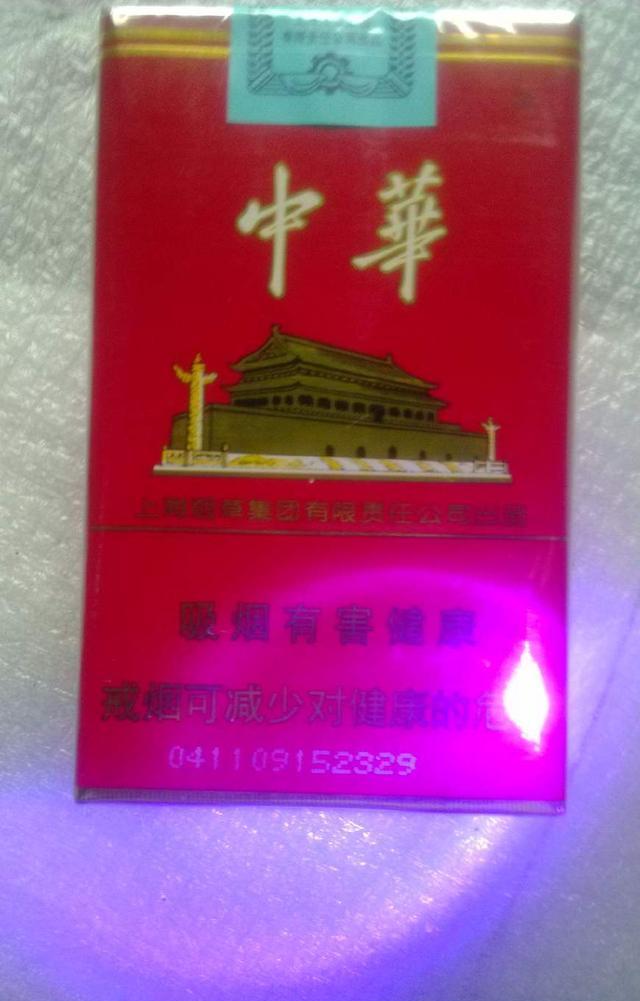 中華
上海烟草集团有限责任公司出品
吸烟有害健康
戒烟可减少对健康的危
041109152329